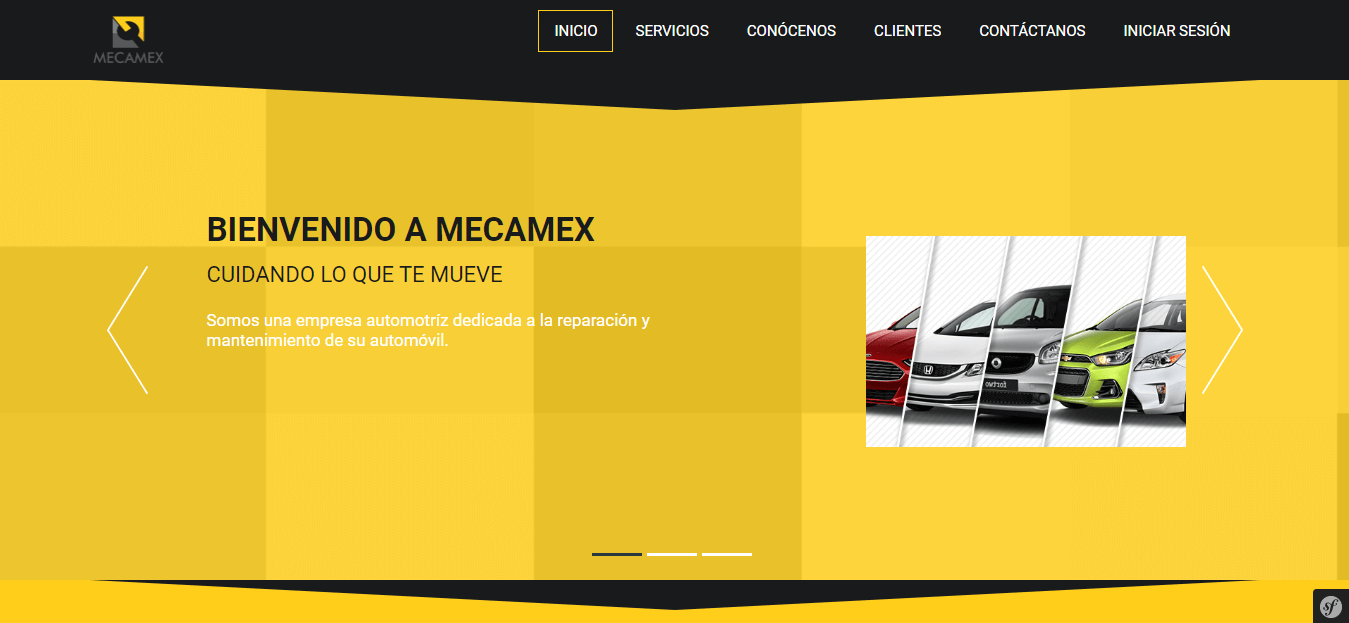 MECAMEX
INICIO
SERVICIOS
CONÓCENOS
CLIENTES
CONTÁCTANOS
INICIAR SESIÓN
BIENVENIDO A MECAMEX
CUIDANDO LO QUE TE MUEVE
Somos una empresa automotríz dedicada a la reparación y
mantenimiento de su automóvil.
fortwo
sf